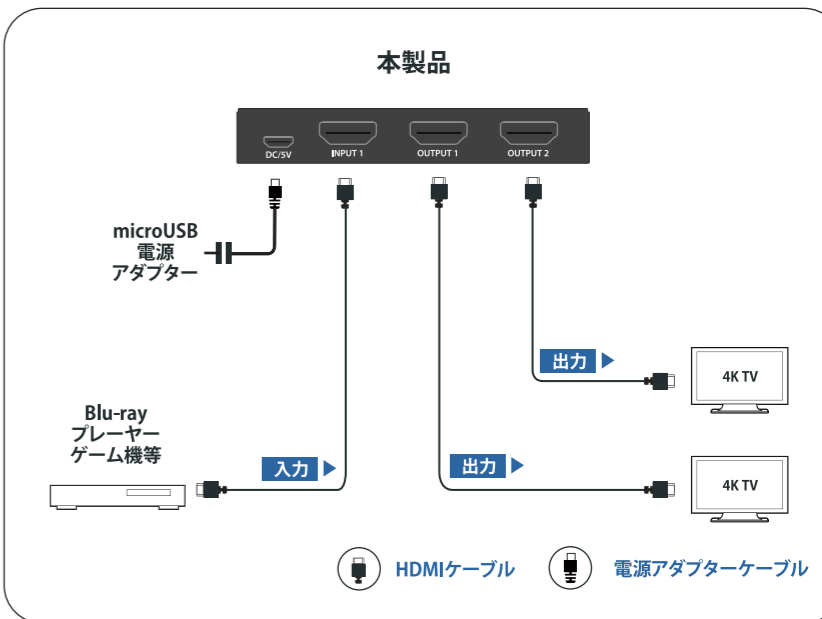 本製品
DC/5V
INPUT 1
OUTPUT 1
OUTPUT 2
microUSB
電源
アダプター
出力
4K TV
Blu-ray
プレーヤー
ゲーム機等
入力
出力
4K TV
HDMIケーブル
電源アダプターケーブル